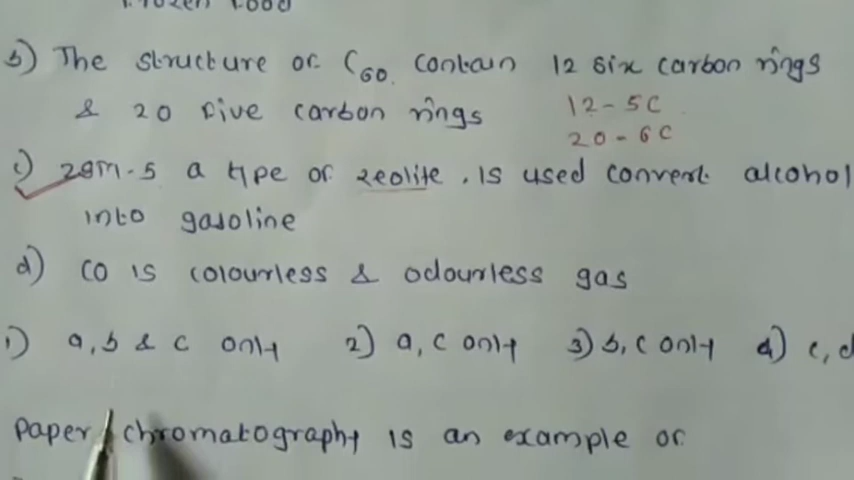 Frozen Food
b) The structure of C60. contain 12 six carbon rings
& 20 five carbon rings
12 - 5C
20 - 6C
c) zsm-5 a type of zeolite. is used convert alcohol
into gasoline
d) CO is colourless & odourless gas
1) a, b & c only 2) a, c only 3) b, c only 4) c, d
Paper chromatography is an example of